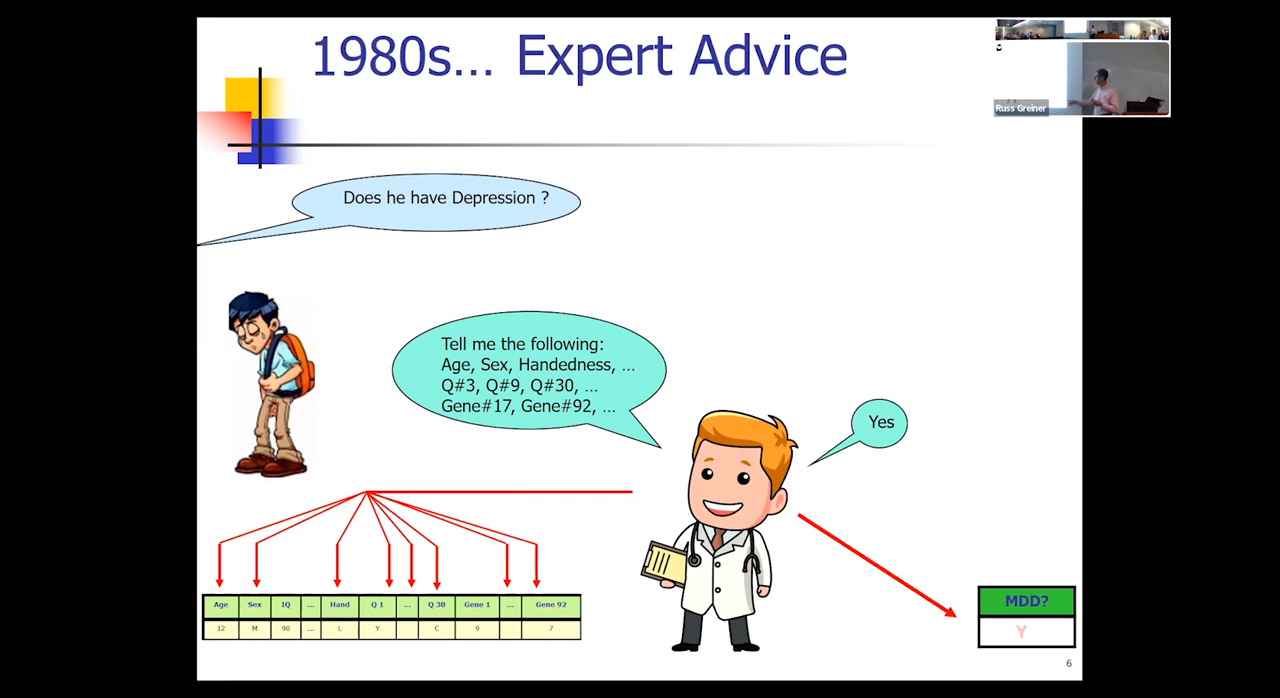 1980s... Expert Advice
Russ Greiner
Does he have Depression ?
Tell me the following:
Age, Sex, Handedness, ...
Q#3, Q#9, Q#30, ...
Gene#17, Gene#92, ...
Yes
Age Sex IQ ... Hand Q 1 ... Q 30 Gene 1 ... Gene 92
12 M 90 ... L Y C 9 7
MDD?
Y
6